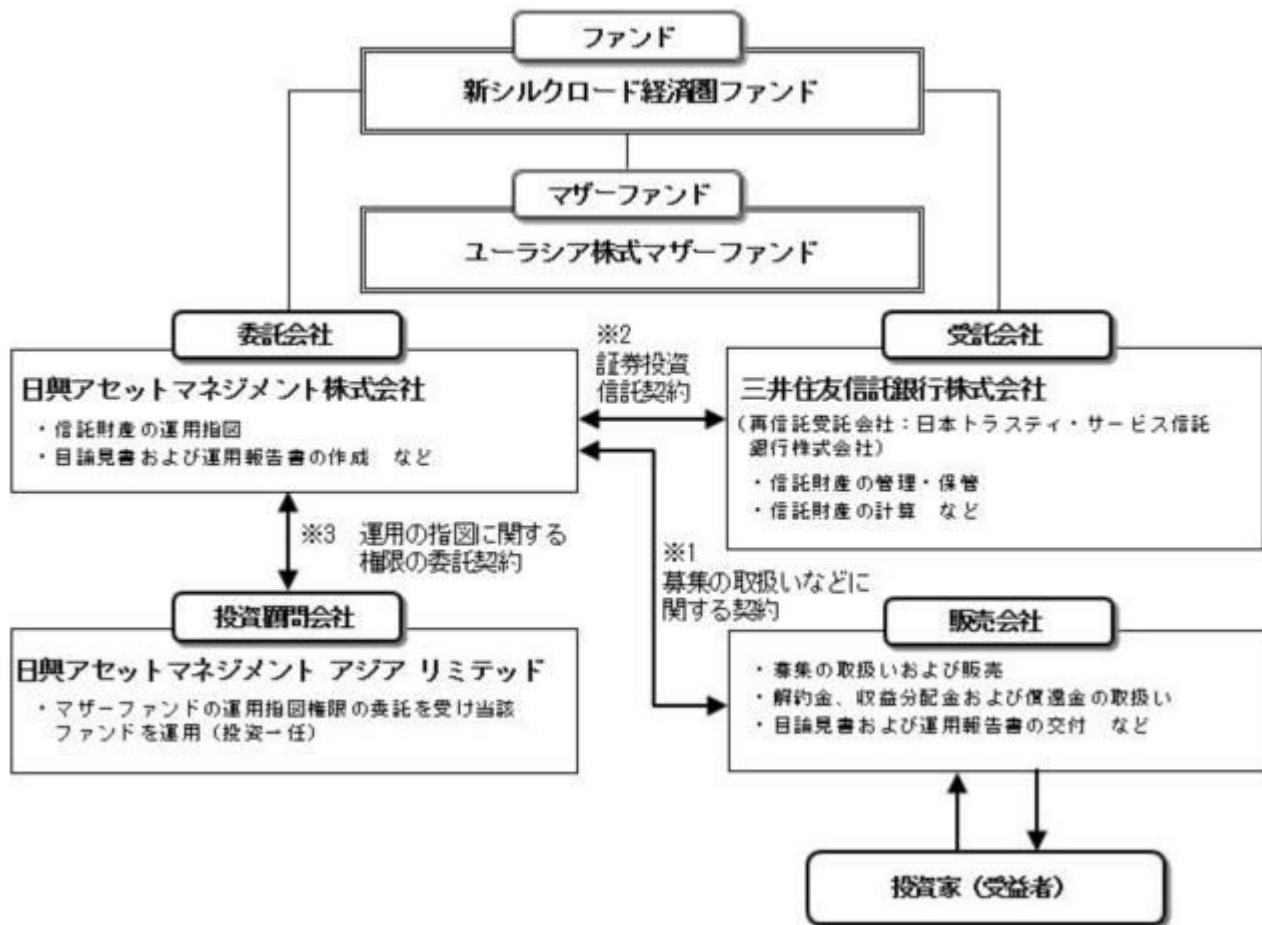 ファンド
新シルクロード経済圏ファンド
マザーファンド
ユーラシア株式マザーファンド
委託会社
日興アセットマネジメント株式会社
・信託財産の運用指図
・目論見書および運用報告書の作成 など
※2
証券投資
信託契約
受託会社
三井住友信託銀行株式会社
(再信託受託会社:日本トラスティ・サービス信託
銀行株式会社)
・信託財産の管理・保管
・信託財産の計算 など
※3 運用の指図に関する
権限の委託契約
※1
募集の取扱いなどに
関する契約
投資顧問会社
日興アセットマネジメント アジア リミテッド
・マザーファンドの運用指図権限の委託を受け当該
ファンドを運用(投資一任)
販売会社
・募集の取扱いおよび販売
・解約金、収益分配金および償還金の取扱い
・目論見書および運用報告書の交付 など
投資家(受益者)